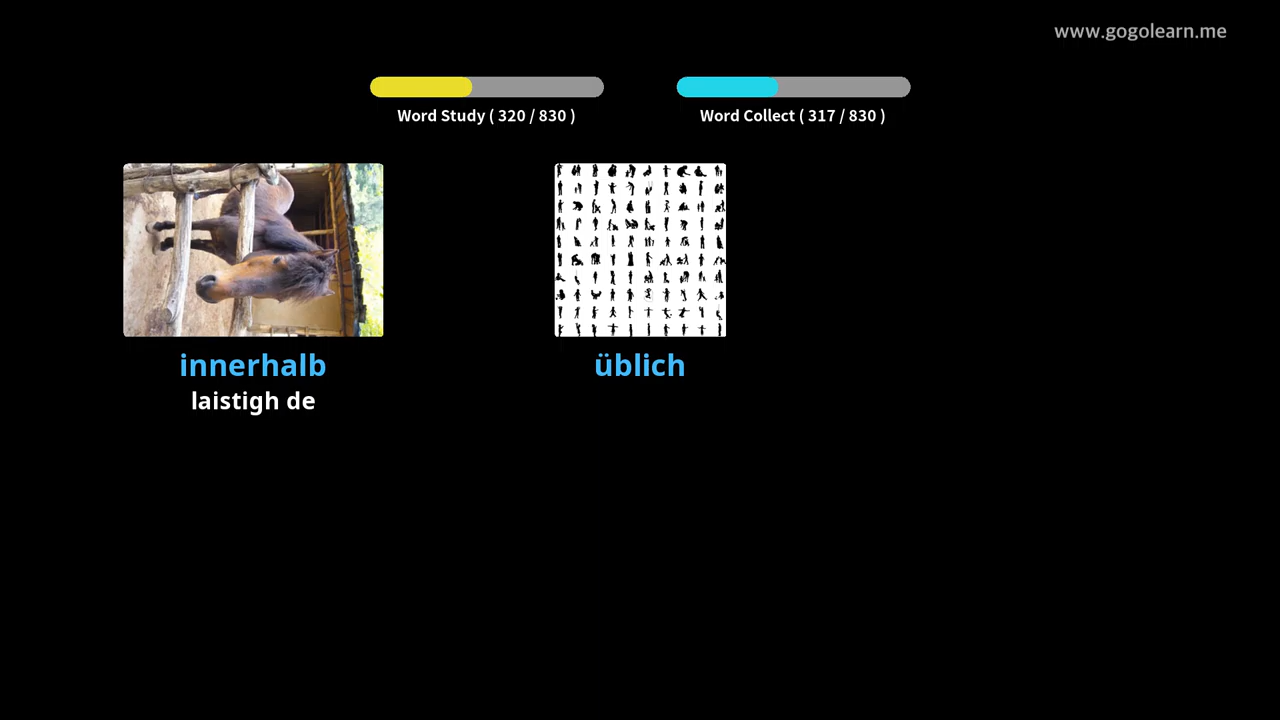 www.gogolearn.me
Word Study ( 320 / 830 )
Word Collect ( 317 / 830 )
innerhalb
laistigh de
üblich